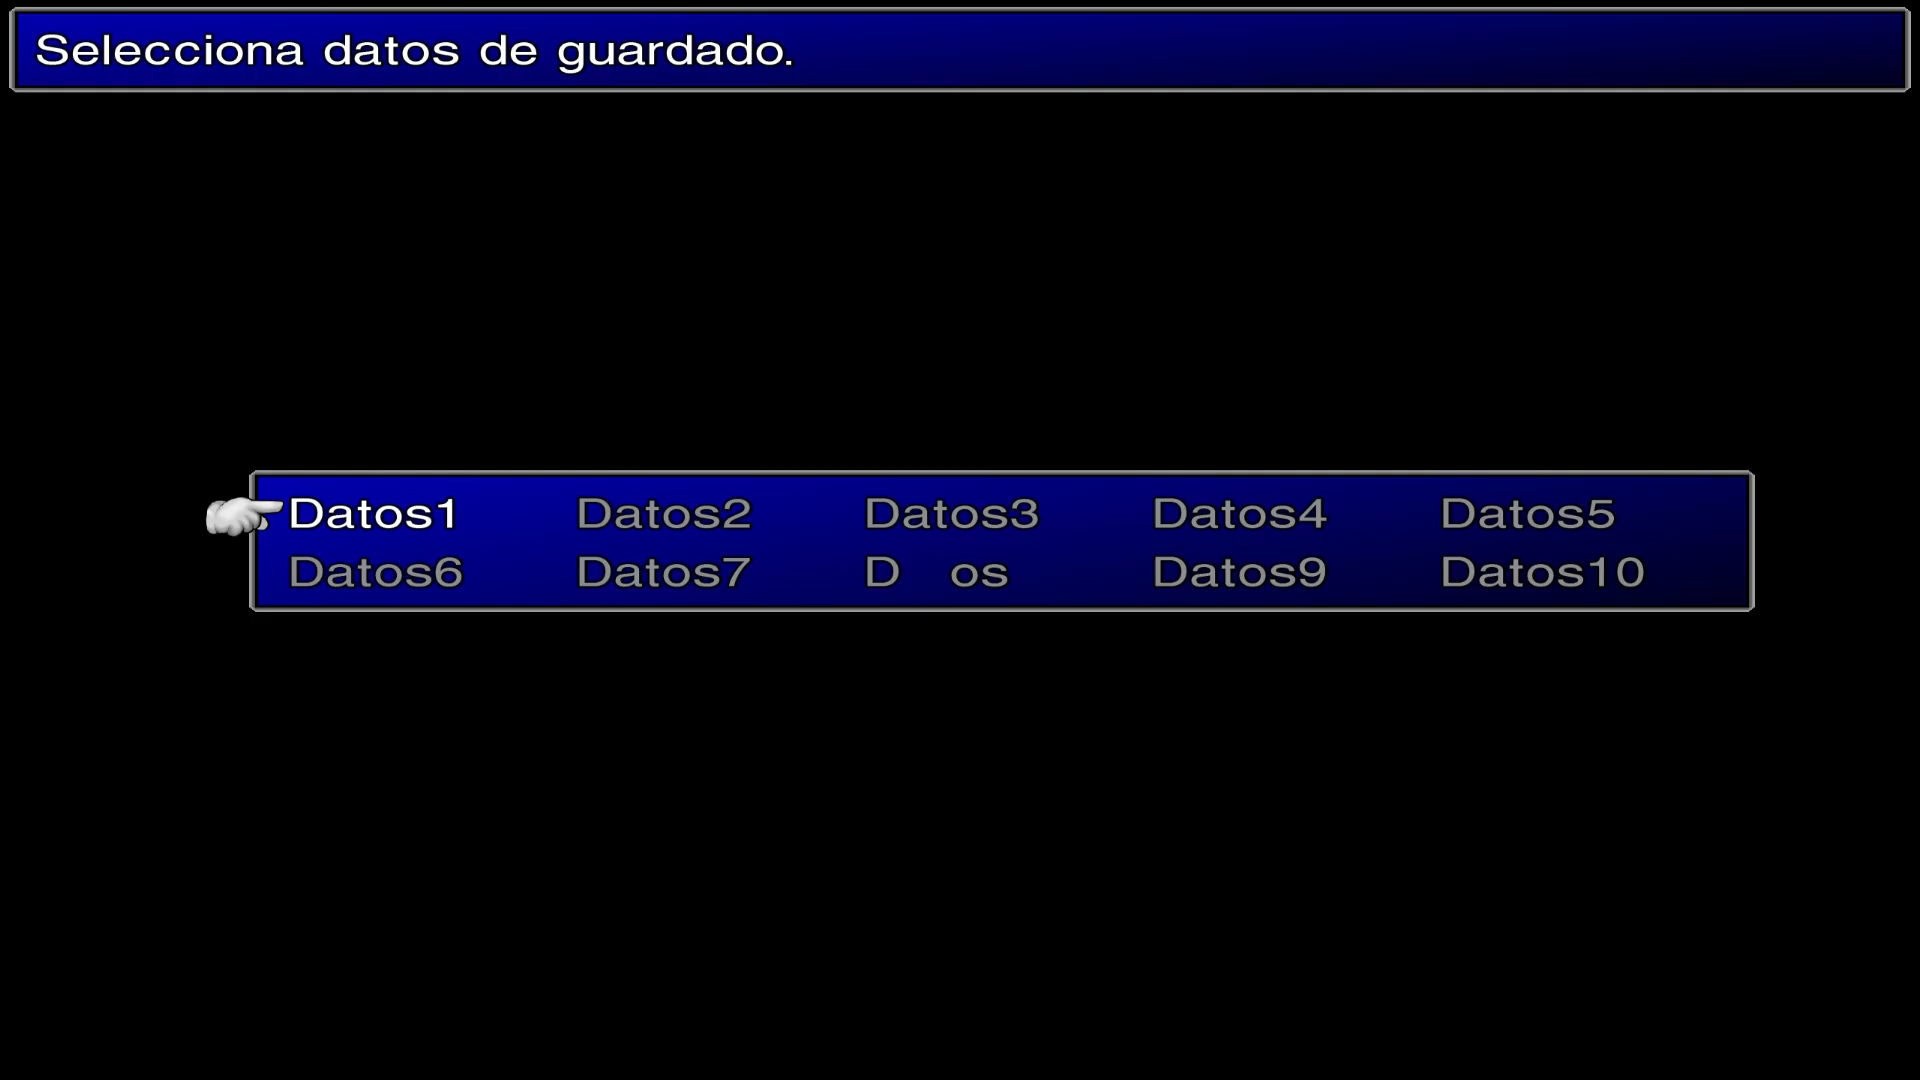 Selecciona datos de guardado.
Datos1 Datos2 Datos3 Datos4 Datos5
Datos6 Datos7 D os Datos9 Datos10